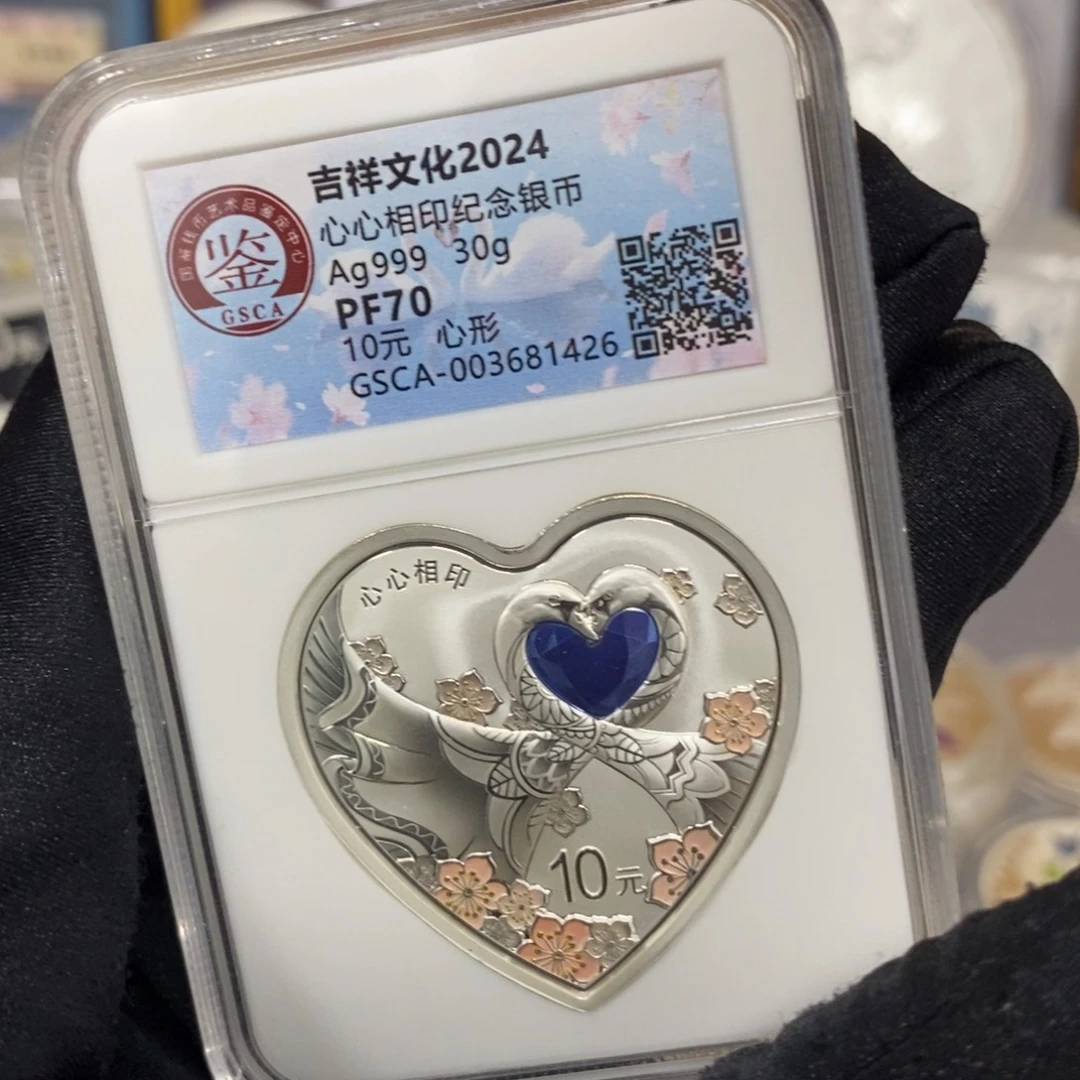 吉祥文化2024
心心相印纪念银币
Ag999 30g
PF70
10元 心形
GSCA-003681426
鉴
GSCA
心心相印
10元